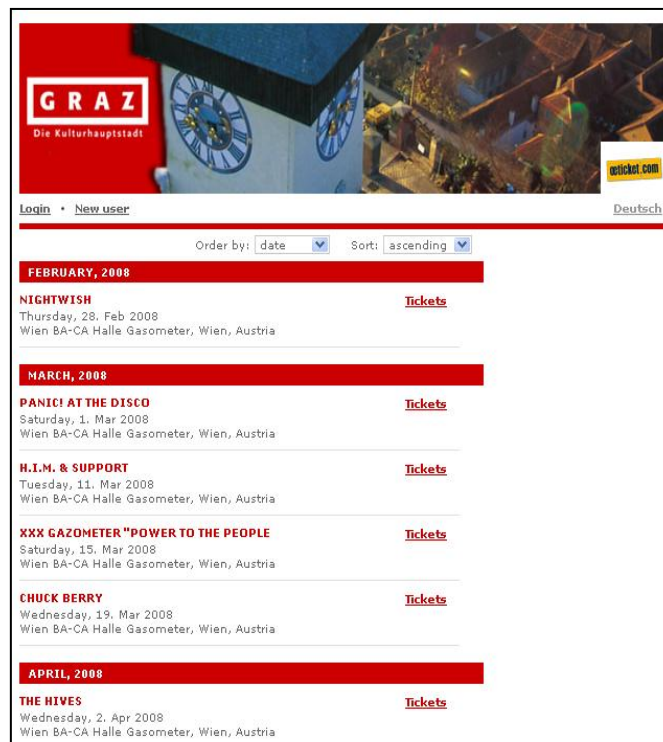 GRAZ
Die Kulturhauptstadt
œticket.com
Login • New user
Deutsch
Order by: date Sort: ascending
FEBRUARY, 2008
NIGHTWISH Tickets
Thursday, 28. Feb 2008
Wien BA-CA Halle Gasometer, Wien, Austria
MARCH, 2008
PANIC! AT THE DISCO Tickets
Saturday, 1. Mar 2008
Wien BA-CA Halle Gasometer, Wien, Austria
H.I.M. & SUPPORT Tickets
Tuesday, 11. Mar 2008
Wien BA-CA Halle Gasometer, Wien, Austria
XXX GAZOMETER "POWER TO THE PEOPLE Tickets
Saturday, 15. Mar 2008
Wien BA-CA Halle Gasometer, Wien, Austria
CHUCK BERRY Tickets
Wednesday, 19. Mar 2008
Wien BA-CA Halle Gasometer, Wien, Austria
APRIL, 2008
THE HIVES Tickets
Wednesday, 2. Apr 2008
Wien BA-CA Halle Gasometer, Wien, Austria